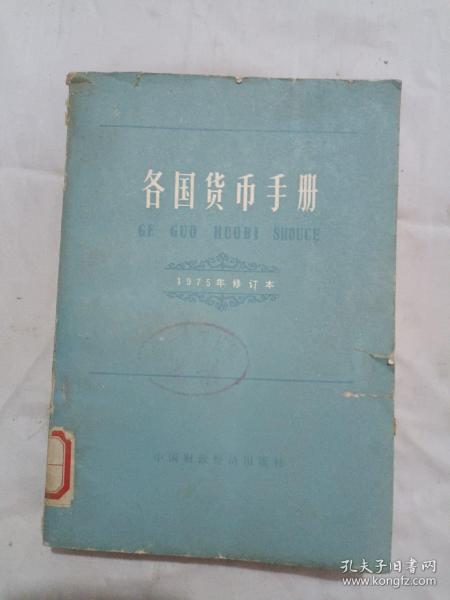 各国货币手册
GE GUO HUOBI SHOUCE
1975年修订本
中国财政经济出版社
孔夫子旧书网
www.kongfz.com